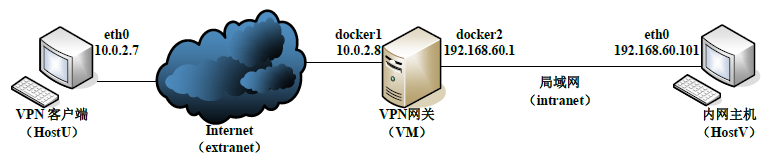 eth0
10.0.2.7
VPN 客户端
（HostU）
Internet
（extranet）
docker1
10.0.2.8
docker2
192.168.60.1
VPN网关
（VM）
局域网
（intranet）
eth0
192.168.60.101
内网主机
（HostV）